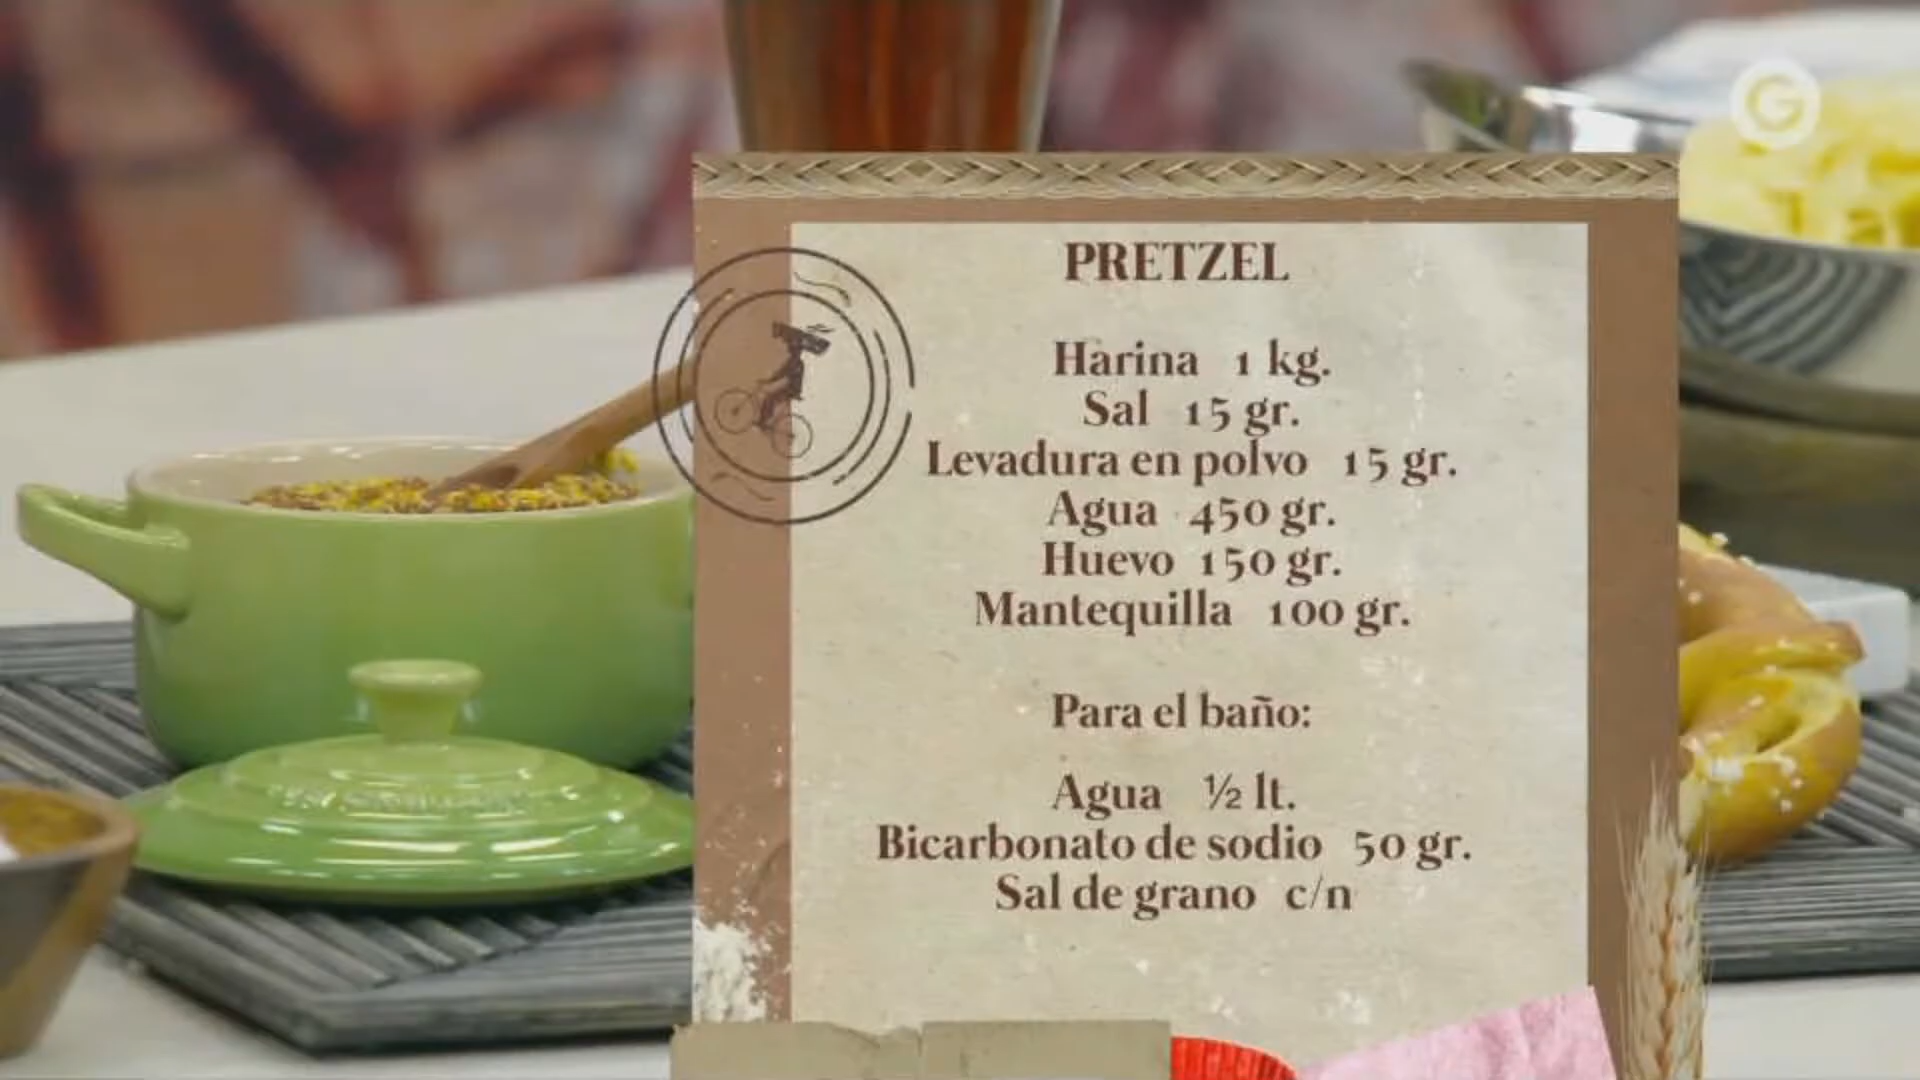 G
PRETZEL
Harina 1 kg.
Sal 15 gr.
Levadura en polvo 15 gr.
Agua 450 gr.
Huevo 150 gr.
Mantequilla 100 gr.
Para el baño:
Agua ½ lt.
Bicarbonato de sodio 50 gr.
Sal de grano c/n